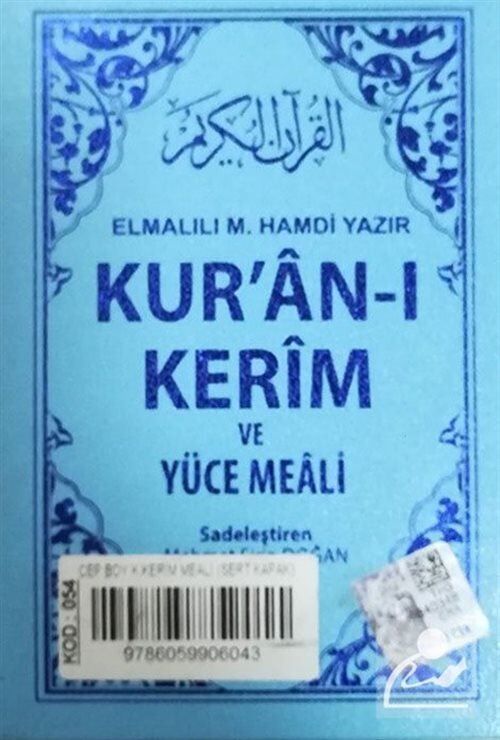 القرآن الكريم
ELMALILI M. HAMDİ YAZIR
KUR'ÂN-I
KERÎM
VE
YÜCE MEÂLİ
Sadeleştiren
DOĞAN
CEP BOY K.KERİM MEALİ (SERT KAPAK)
KOD : 054
9786059906043